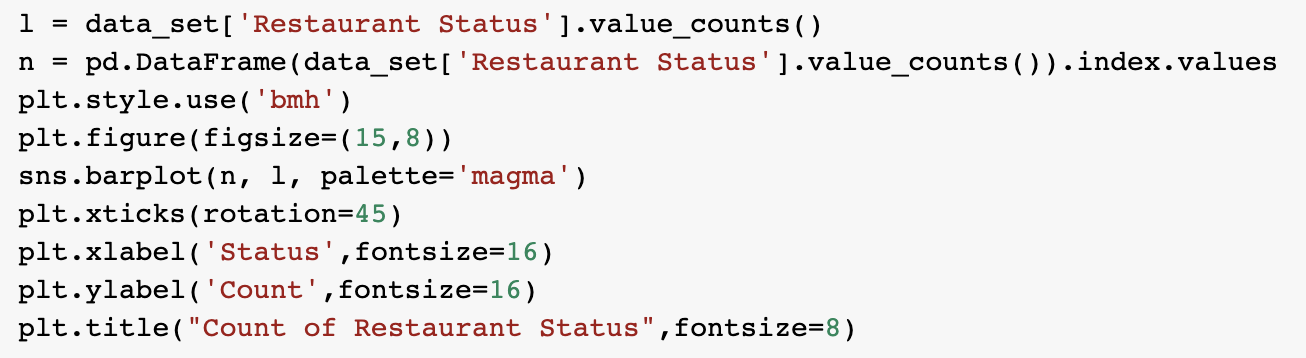 l = data_set['Restaurant Status'].value_counts()
n = pd.DataFrame(data_set['Restaurant Status'].value_counts()).index.values
plt.style.use('bmh')
plt.figure(figsize=(15,8))
sns.barplot(n, l, palette='magma')
plt.xticks(rotation=45)
plt.xlabel('Status',fontsize=16)
plt.ylabel('Count',fontsize=16)
plt.title("Count of Restaurant Status",fontsize=8)